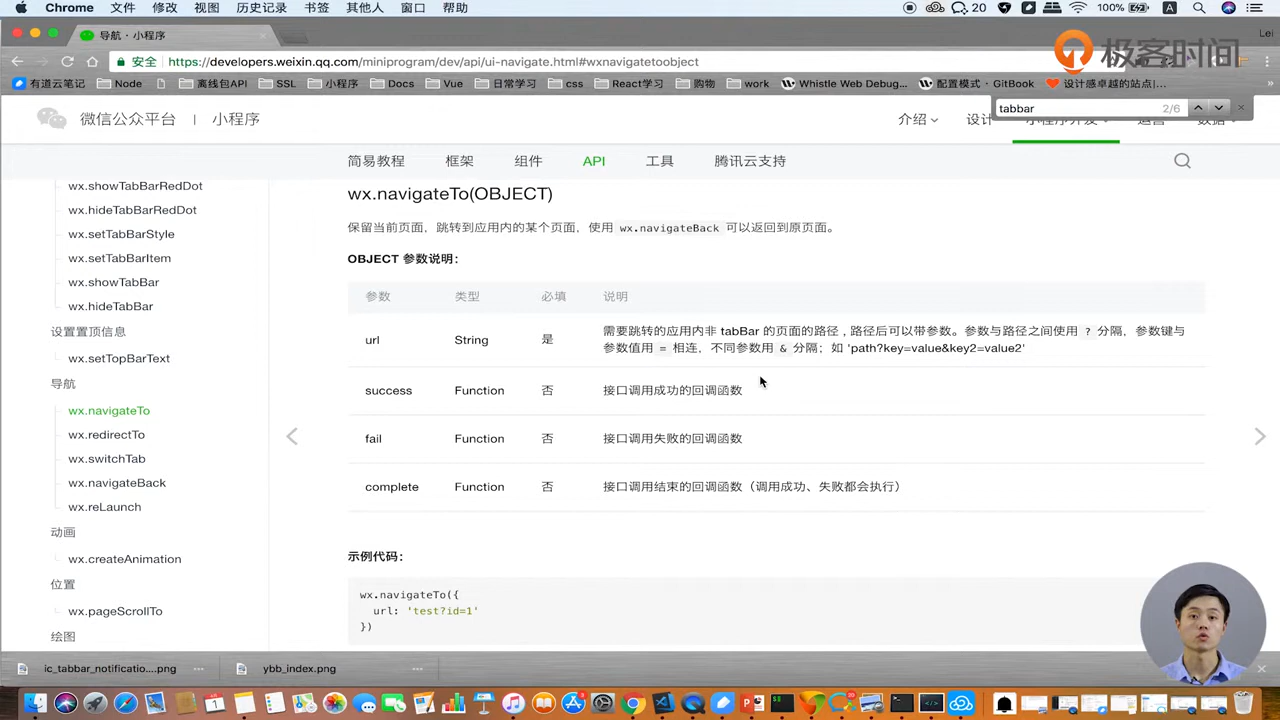 Chrome 文件 修改 视图 历史记录 书签 其他人 窗口 帮助 20 100% A
导航 · 小程序 Lei
安全 https://developers.weixin.qq.com/miniprogram/dev/api/ui-navigate.html#wxnavigatetoobject
极客时间
有道云笔记 Node 离线包API SSL 小程序 Docs Vue 日常学习 css React学习 购物 work Whistle Web Debug... 配置模式 · GitBook 设计感卓越的站点|...
tabbar 2/6
微信公众平台 | 小程序 介绍 设计 小程序开发 运营 数据
简易教程 框架 组件 API 工具 腾讯云支持
wx.showTabBarRedDot
wx.hideTabBarRedDot
wx.setTabBarStyle
wx.setTabBarItem
wx.showTabBar
wx.hideTabBar
设置置顶信息
wx.setTopBarText
导航
wx.navigateTo
wx.redirectTo
wx.switchTab
wx.navigateBack
wx.reLaunch
动画
wx.createAnimation
位置
wx.pageScrollTo
绘图
wx.navigateTo(OBJECT)
保留当前页面，跳转到应用内的某个页面，使用 wx.navigateBack 可以返回到原页面。
OBJECT 参数说明：
参数 类型 必填 说明
url String 是 需要跳转的应用内非 tabBar 的页面的路径 , 路径后可以带参数。参数与路径之间使用 ? 分隔，参数键与
参数值用 = 相连，不同参数用 & 分隔；如 'path?key=value&key2=value2'
success Function 否 接口调用成功的回调函数
fail Function 否 接口调用失败的回调函数
complete Function 否 接口调用结束的回调函数（调用成功、失败都会执行）
示例代码：
wx.navigateTo({
url: 'test?id=1'
})
ic_tabbar_notificatio....png ybb_index.png